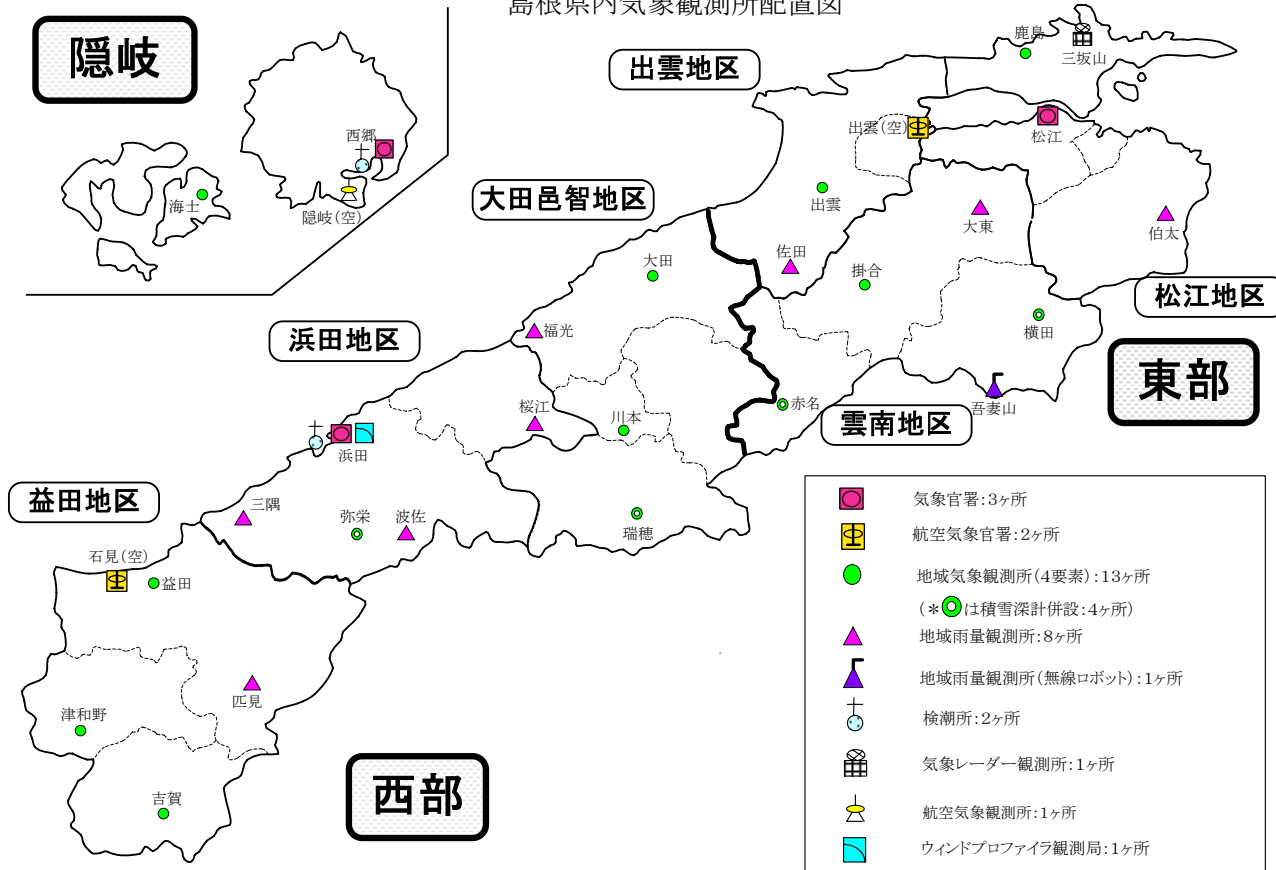 島根県内気象観測所配置図
隠岐
西郷
海士
隠岐(空)
出雲地区
鹿島
三坂山
出雲(空)
松江
大田邑智地区
出雲
大東
伯太
佐田
掛合
大田
松江地区
横田
浜田地区
福光
東部
吾妻山
赤名
雲南地区
桜江
川本
浜田
益田地区
三隅
弥栄
波佐
瑞穂
石見(空)
益田
匹見
津和野
吉賀
西部
気象官署:3ヶ所
航空気象官署:2ヶ所
地域気象観測所(4要素):13ヶ所
(*◎は積雪深計併設:4ヶ所)
地域雨量観測所:8ヶ所
地域雨量観測所(無線ロボット):1ヶ所
検潮所:2ヶ所
気象レーダー観測所:1ヶ所
航空気象観測所:1ヶ所
ウィンドプロファイラ観測局:1ヶ所